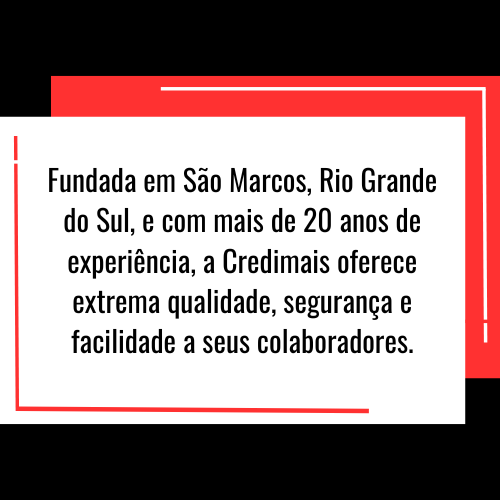 Fundada em São Marcos, Rio Grande
do Sul, e com mais de 20 anos de
experiência, a Credimais oferece
extrema qualidade, segurança e
facilidade a seus colaboradores.